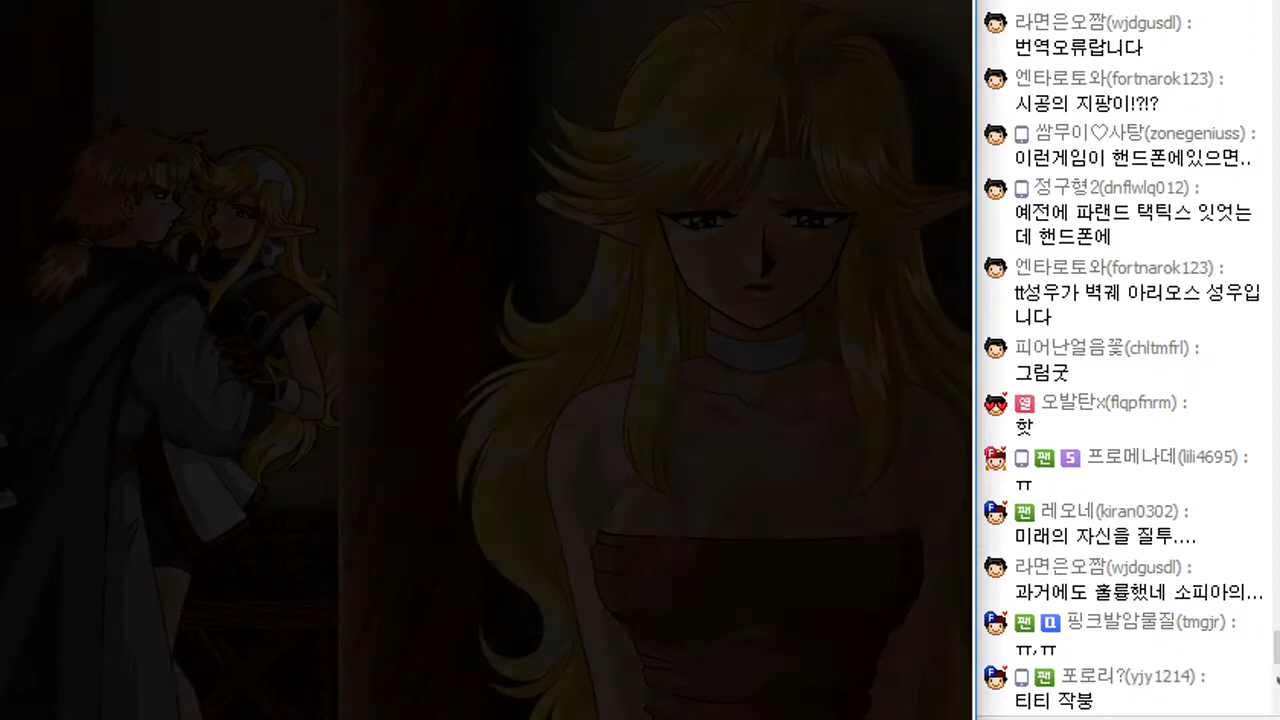 라면은오짬(wjdgusdl) :
번역오류랍니다
엔타로토와(fortnarok123) :
시공의 지팡이!?!?
쌈무이♡사탕(zonegeniuss) :
이런게임이 핸드폰에있으면..
정구형2(dnflwlq012) :
예전에 파랜드 택틱스 잇엇는
데 핸드폰에
엔타로토와(fortnarok123) :
tt성우가 벽궤 아리오스 성우입
니다
피어난얼음꽃(chltmfrl) :
그림굿
열 오발탄x(flqpfnrm) :
핫
팬 S 프로메나데(lili4695) :
ㅠ
팬 레오네(kiran0302) :
미래의 자신을 질투....
라면은오짬(wjdgusdl) :
과거에도 훌륭했네 소피아의...
팬 핑크발암물질(tmgjr) :
ㅠ,ㅠ
팬 포로리?(yjy1214) :
티티 작붕